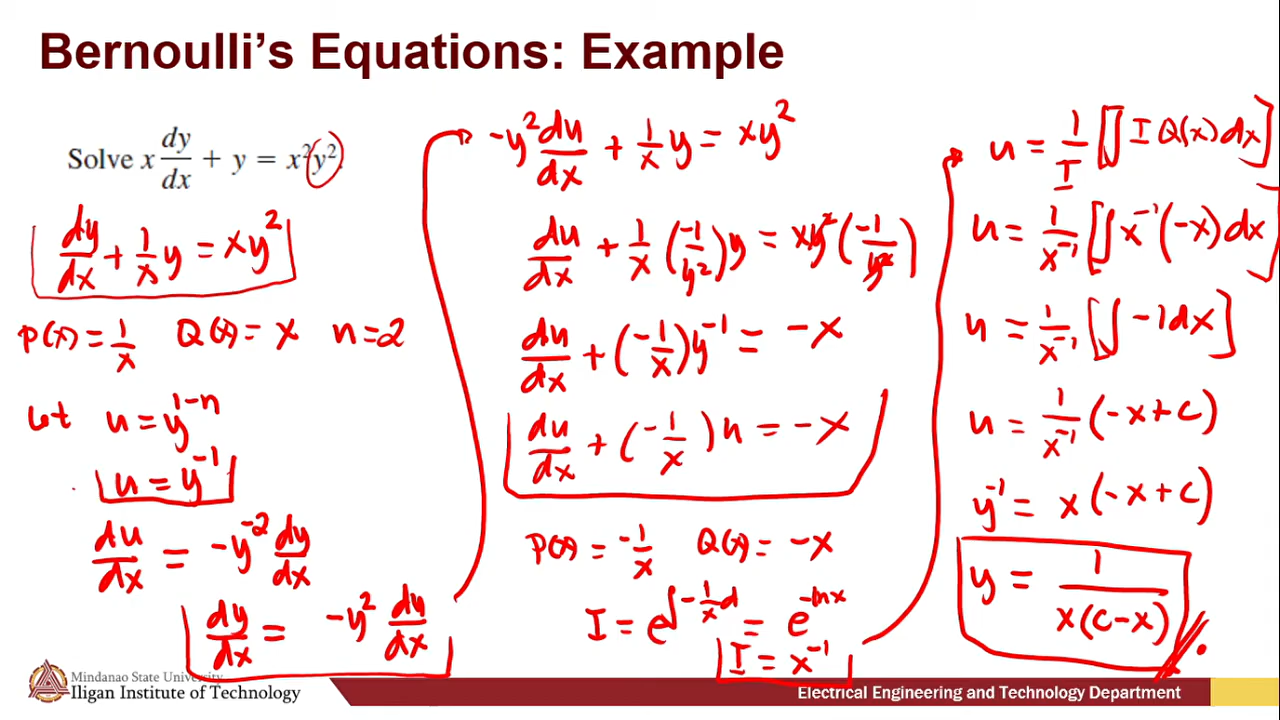 Bernoulli's Equations: Example
Solve x dy/dx + y = x²y².
dy/dx + 1/x y = xy²
P(x) = 1/x Q(x) = x n = 2
let u = y^(1-n)
u = y^(-1)
du/dx = -y^(-2) dy/dx
dy/dx = -y² dy/dx
-y² du/dx + 1/x y = xy²
du/dx + 1/x (-1/y²) y = xy² (-1/y²)
du/dx + (-1/x) y^(-1) = -x
du/dx + (-1/x) u = -x
P(x) = -1/x Q(x) = -x
I = e^(∫ -1/x d) = e^(-ln x)
I = x^(-1)
u = 1/I [∫ I Q(x) dx]
u = 1/x^(-1) [∫ x^(-1) (-x) dx]
u = 1/x^(-1) [∫ -1 dx]
u = 1/x^(-1) (-x + c)
y^(-1) = x (-x + c)
y = 1/x(c-x)
Mindanao State University
Iligan Institute of Technology
Electrical Engineering and Technology Department